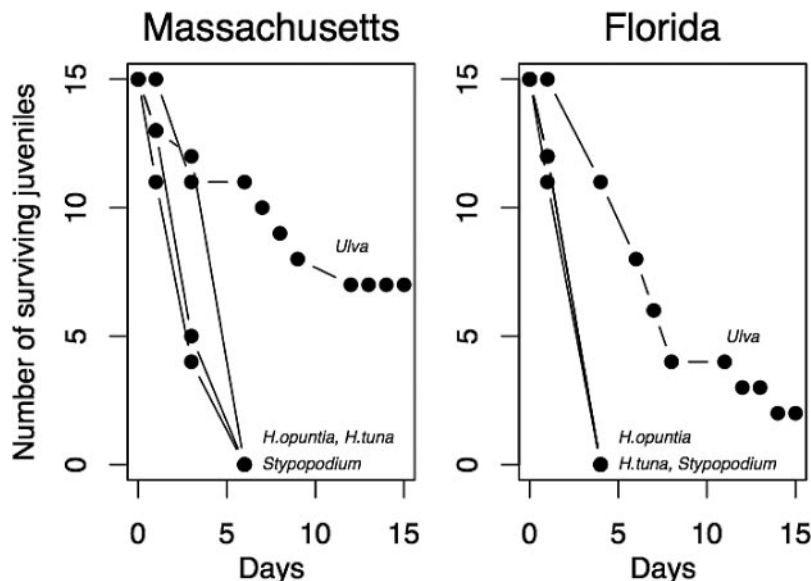 Massachusetts
Florida
Number of surviving juveniles
15
10
5
0
Ulva
H.opuntia, H.tuna
Stypopodium
0 5 10 15
Days
15
10
5
0
Ulva
H.opuntia
H.tuna, Stypopodium
0 5 10 15
Days